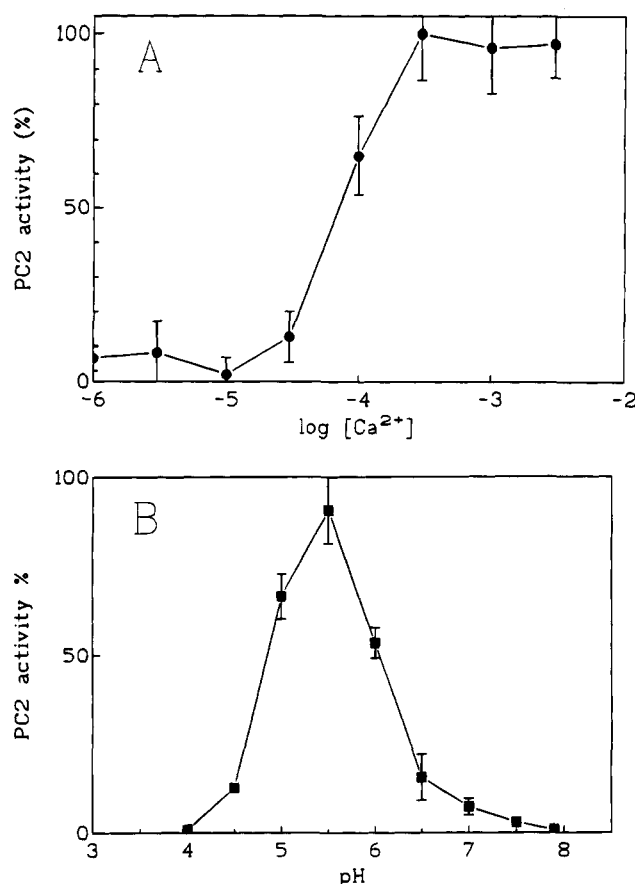 A
PC2 activity (%)
100
50
0
-6 -5 -4 -3 -2
log [Ca²⁺]
B
PC2 activity %
100
50
0
3 4 5 6 7 8
pH